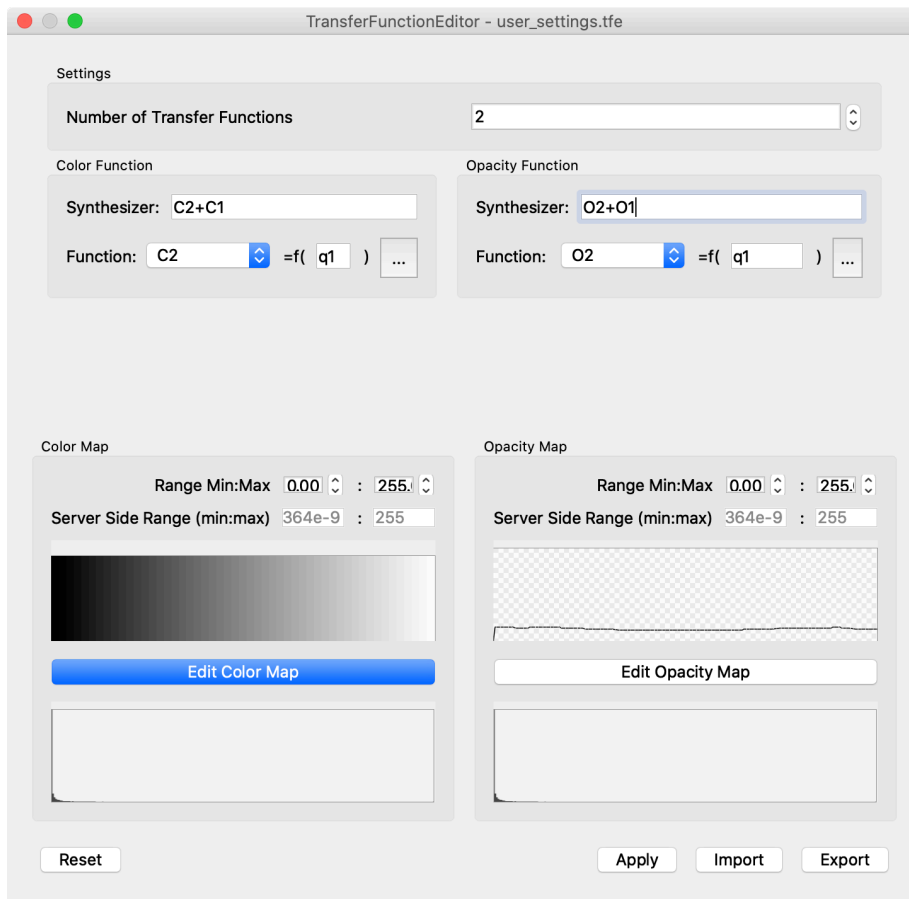 TransferFunctionEditor - user_settings.tfe
Settings
Number of Transfer Functions 2
Color Function Opacity Function
Synthesizer: C2+C1 Synthesizer: O2+O1
Function: C2 =f( q1 ) ... Function: O2 =f( q1 ) ...
Color Map Opacity Map
Range Min:Max 0.00 : 255. Range Min:Max 0.00 : 255.
Server Side Range (min:max) 364e-9 : 255 Server Side Range (min:max) 364e-9 : 255
Edit Color Map Edit Opacity Map
Reset Apply Import Export